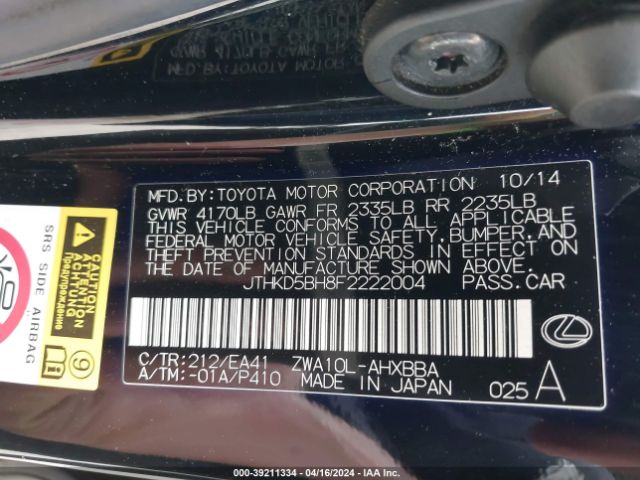 MFD.BY:TOYOTA MOTOR CORPORATION 10/14
GVWR 4170LB GAWR FR 2335LB RR 2235LB
THIS VEHICLE CONFORMS TO ALL APPLICABLE
FEDERAL MOTOR VEHICLE SAFETY, BUMPER, AND
THEFT PREVENTION STANDARDS IN EFFECT ON
THE DATE OF MANUFACTURE SHOWN ABOVE.
JTHKD5BH8F2222004 PASS.CAR
C/TR:212/EA41 ZWA10L-AHXBBA
A/TM:-01A/P410 MADE IN JAPAN 025 A
SRS SIDE AIRBAG
Предупреждение
9
000-39211334 | 04/16/2024 | IAA Inc.